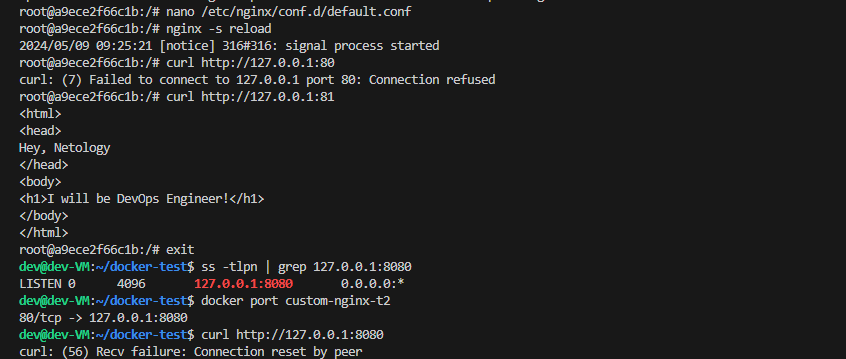 root@a9ece2f66c1b:/# nano /etc/nginx/conf.d/default.conf
root@a9ece2f66c1b:/# nginx -s reload
2024/05/09 09:25:21 [notice] 316#316: signal process started
root@a9ece2f66c1b:/# curl http://127.0.0.1:80
curl: (7) Failed to connect to 127.0.0.1 port 80: Connection refused
root@a9ece2f66c1b:/# curl http://127.0.0.1:81
<html>
<head>
Hey, Netology
</head>
<body>
<h1>I will be DevOps Engineer!</h1>
</body>
</html>
root@a9ece2f66c1b:/# exit
dev@dev-VM:~/docker-test$ ss -tlpn | grep 127.0.0.1:8080
LISTEN 0      4096       127.0.0.1:8080       0.0.0.0:*
dev@dev-VM:~/docker-test$ docker port custom-nginx-t2
80/tcp -> 127.0.0.1:8080
dev@dev-VM:~/docker-test$ curl http://127.0.0.1:8080
curl: (56) Recv failure: Connection reset by peer